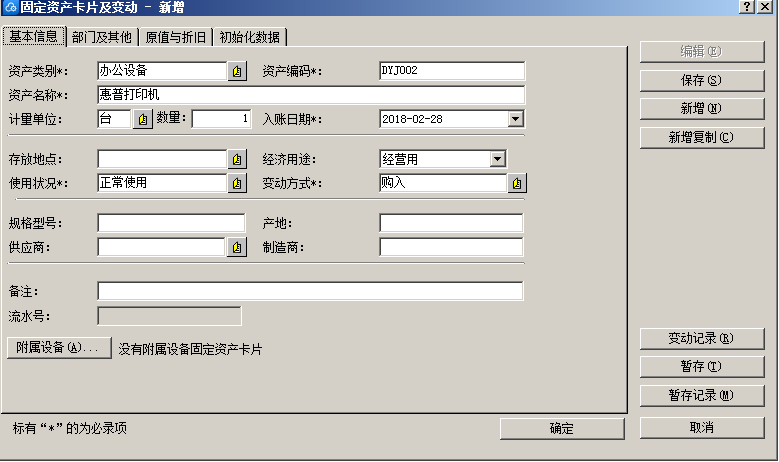 固定资产卡片及变动 - 新增
基本信息 部门及其他 原值与折旧 初始化数据
资产类别*: 办公设备 资产编码*: DYJ002
资产名称*: 惠普打印机
计量单位: 台 数量: 1 入账日期*: 2018-02-28
存放地点: 经济用途: 经营用
使用状况*: 正常使用 变动方式*: 购入
规格型号: 产地:
供应商: 制造商:
备注:
流水号:
附属设备(A)... 没有附属设备固定资产卡片
标有“*”的为必录项 确定
编辑(E)
保存(S)
新增(N)
新增复制(C)
变动记录(R)
暂存(T)
暂存记录(M)
取消